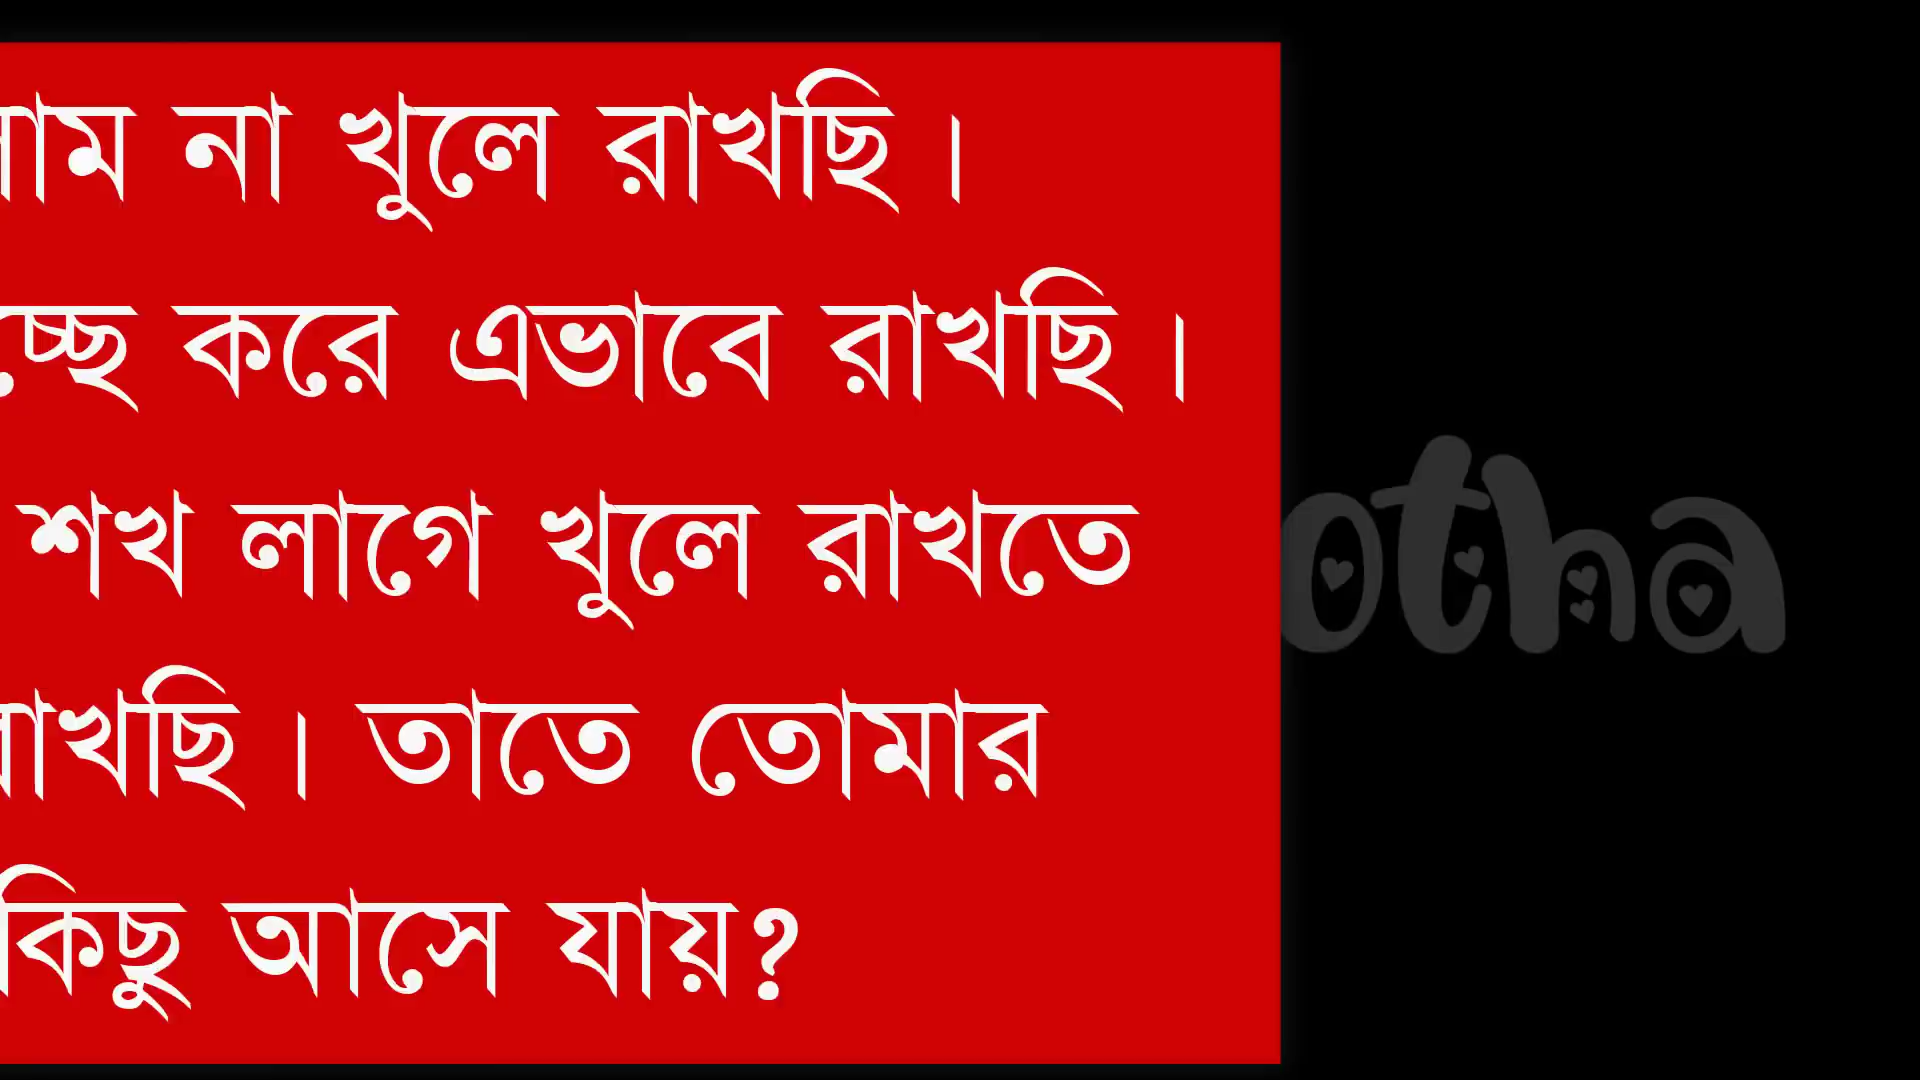 না খুলে রাখছি।
করে এভাবে রাখছি।
শখ লাগে খুলে রাখতে
otha
রাখছি। তাতে তোমার
কিছু আসে যায়?